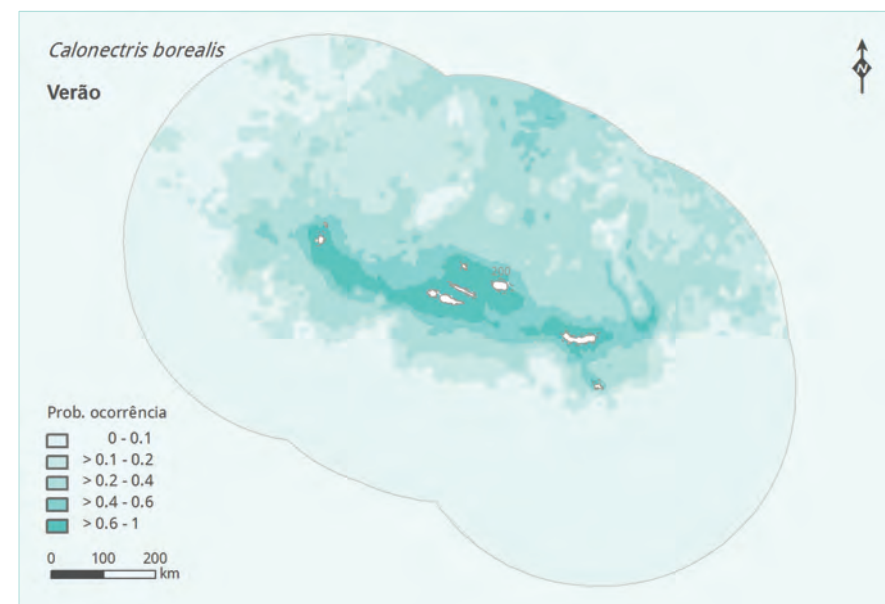 Calonectris borealis
Verão
N
Prob. ocorrência
0 - 0.1
> 0.1 - 0.2
> 0.2 - 0.4
> 0.4 - 0.6
> 0.6 - 1
0 100 200
km